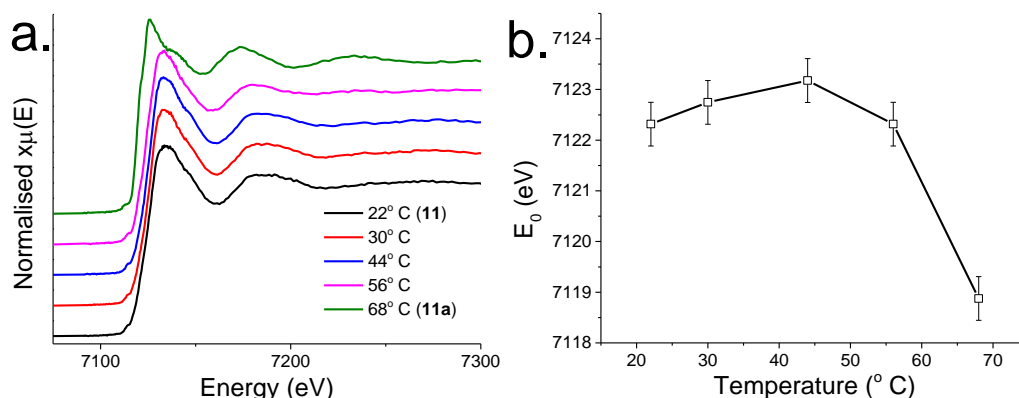 a.
Normalised xμ(E)
22° C (11)
30° C
44° C
56° C
68° C (11a)
7100
7200
7300
Energy (eV)
b.
7124
7123
7122
7121
7120
7119
7118
E0 (eV)
20
30
40
50
60
70
Temperature (° C)